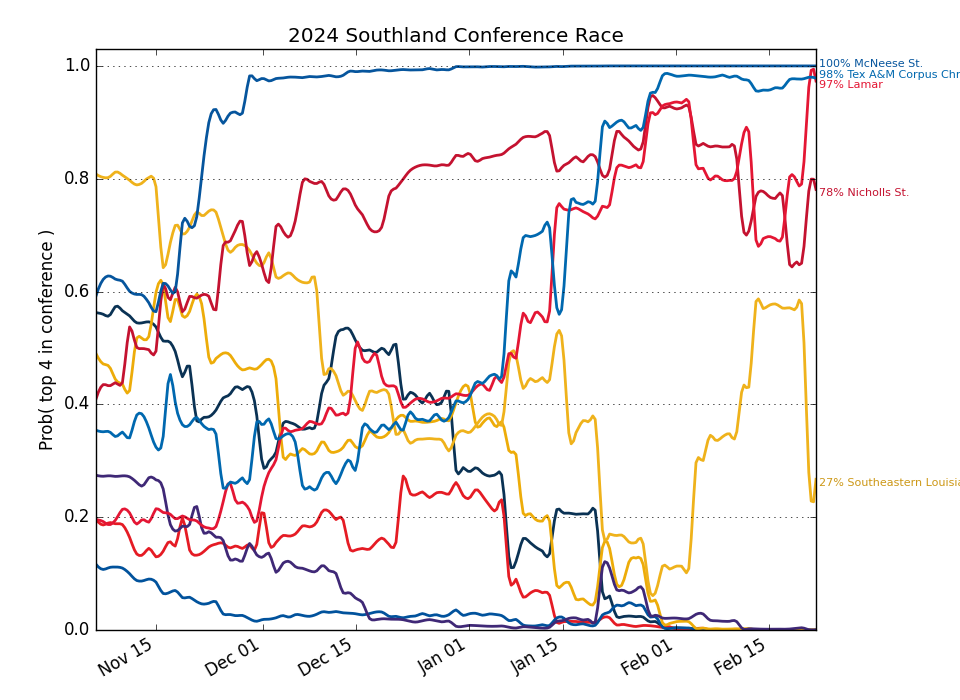 2024 Southland Conference Race
1.0
0.8
0.6
0.4
0.2
0.0
Prob( top 4 in conference )
100% McNeese St.
98% Tex A&M Corpus Chr
97% Lamar
78% Nicholls St.
27% Southeastern Louisia
Nov 15
Dec 01
Dec 15
Jan 01
Jan 15
Feb 01
Feb 15